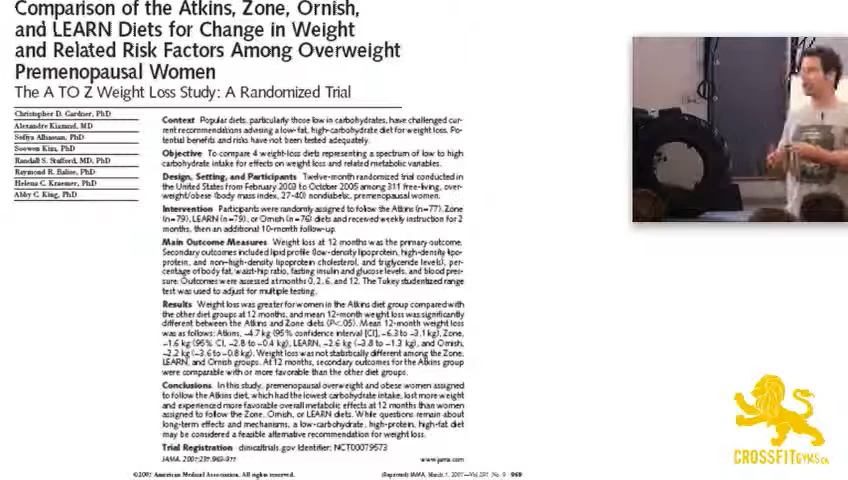 Comparison of the Atkins, Zone, Ornish,
and LEARN Diets for Change in Weight
and Related Risk Factors Among Overweight
Premenopausal Women
The A TO Z Weight Loss Study: A Randomized Trial
Christopher D. Gardner, PhD
Alexandre Kiazand, MD
Sofiya Alhassan, PhD
Soowon Kim, PhD
Randall S. Stafford, MD, PhD
Raymond R. Balise, PhD
Helena C. Kraemer, PhD
Abby C. King, PhD
Context Popular diets, particularly those low in carbohydrates, have challenged cur-
rent recommendations advising a low-fat, high-carbohydrate diet for weight loss. Po-
tential benefits and risks have not been tested adequately.
Objective To compare 4 weight-loss diets representing a spectrum of low to high
carbohydrate intake for effects on weight loss and related metabolic variables.
Design, Setting, and Participants Twelve-month randomized trial conducted in
the United States from February 2003 to October 2005 among 311 free-living, over-
weight/obese (body mass index, 27-40) nondiabetic, premenopausal women.
Intervention Participants were randomly assigned to follow the Atkins (n=77), Zone
(n=79), LEARN (n=79), or Ornish (n=76) diets and received weekly instruction for 2
months, then an additional 10-month follow-up.
Main Outcome Measures Weight loss at 12 months was the primary outcome.
Secondary outcomes included lipid profile (low-density lipoprotein, high-density lipo-
protein, and non–high-density lipoprotein cholesterol, and triglyceride levels), per-
centage of body fat, waist-hip ratio, fasting insulin and glucose levels, and blood pres-
sure. Outcomes were assessed at months 0, 2, 6, and 12. The Tukey studentized range
test was used to adjust for multiple testing.
Results Weight loss was greater for women in the Atkins diet group compared with
the other diet groups at 12 months, and mean 12-month weight loss was significantly
different between the Atkins and Zone diets (P<.05). Mean 12-month weight loss
was as follows: Atkins, −4.7 kg (95% confidence interval [CI], −6.3 to −3.1 kg), Zone,
−1.6 kg (95% CI, −2.8 to −0.4 kg), LEARN, −2.6 kg (−3.8 to −1.3 kg), and Ornish,
−2.2 kg (−3.6 to −0.8 kg). Weight loss was not statistically different among the Zone,
LEARN, and Ornish groups. At 12 months, secondary outcomes for the Atkins group
were comparable with or more favorable than the other diet groups.
Conclusions In this study, premenopausal overweight and obese women assigned
to follow the Atkins diet, which had the lowest carbohydrate intake, lost more weight
and experienced more favorable overall metabolic effects at 12 months than women
assigned to follow the Zone, Ornish, or LEARN diets. While questions remain about
long-term effects and mechanisms, a low-carbohydrate, high-protein, high-fat diet
may be considered a feasible alternative recommendation for weight loss.
Trial Registration clinicaltrials.gov Identifier: NCT00079573
JAMA. 2007;297:969-977 www.jama.com
©2007 American Medical Association. All rights reserved. (Reprinted) JAMA, March 7, 2007—Vol 297, No. 9 969
CROSSFITGYMS.CA